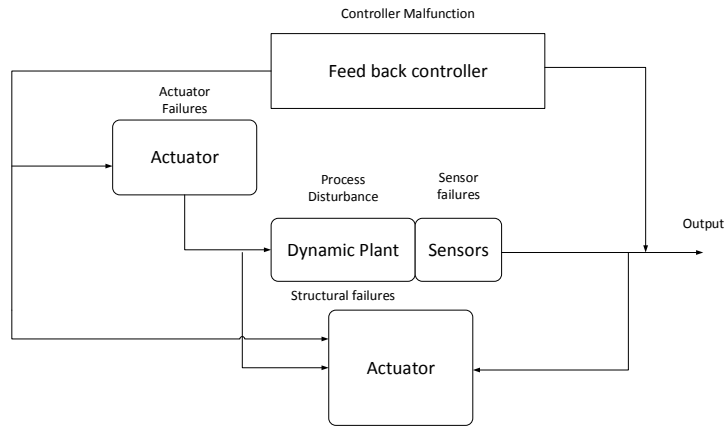 Controller Malfunction
Feed back controller
Actuator
Failures
Actuator
Process
Disturbance
Sensor
failures
Output
Dynamic Plant
Sensors
Structural failures
Actuator